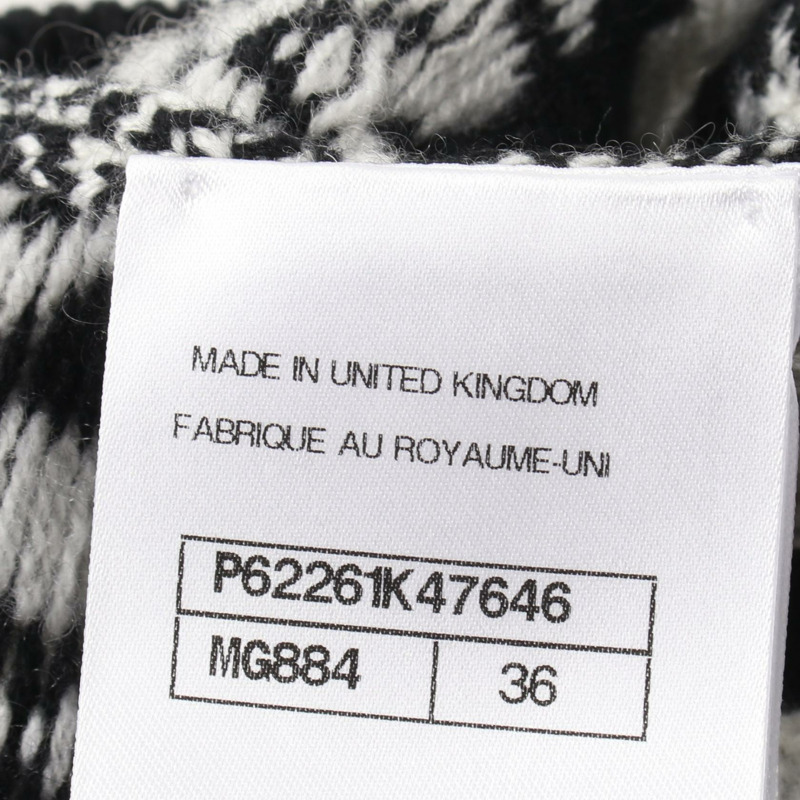 MADE IN UNITED KINGDOM
FABRIQUE AU ROYAUME-UNI
P62261K47646
MG884 36